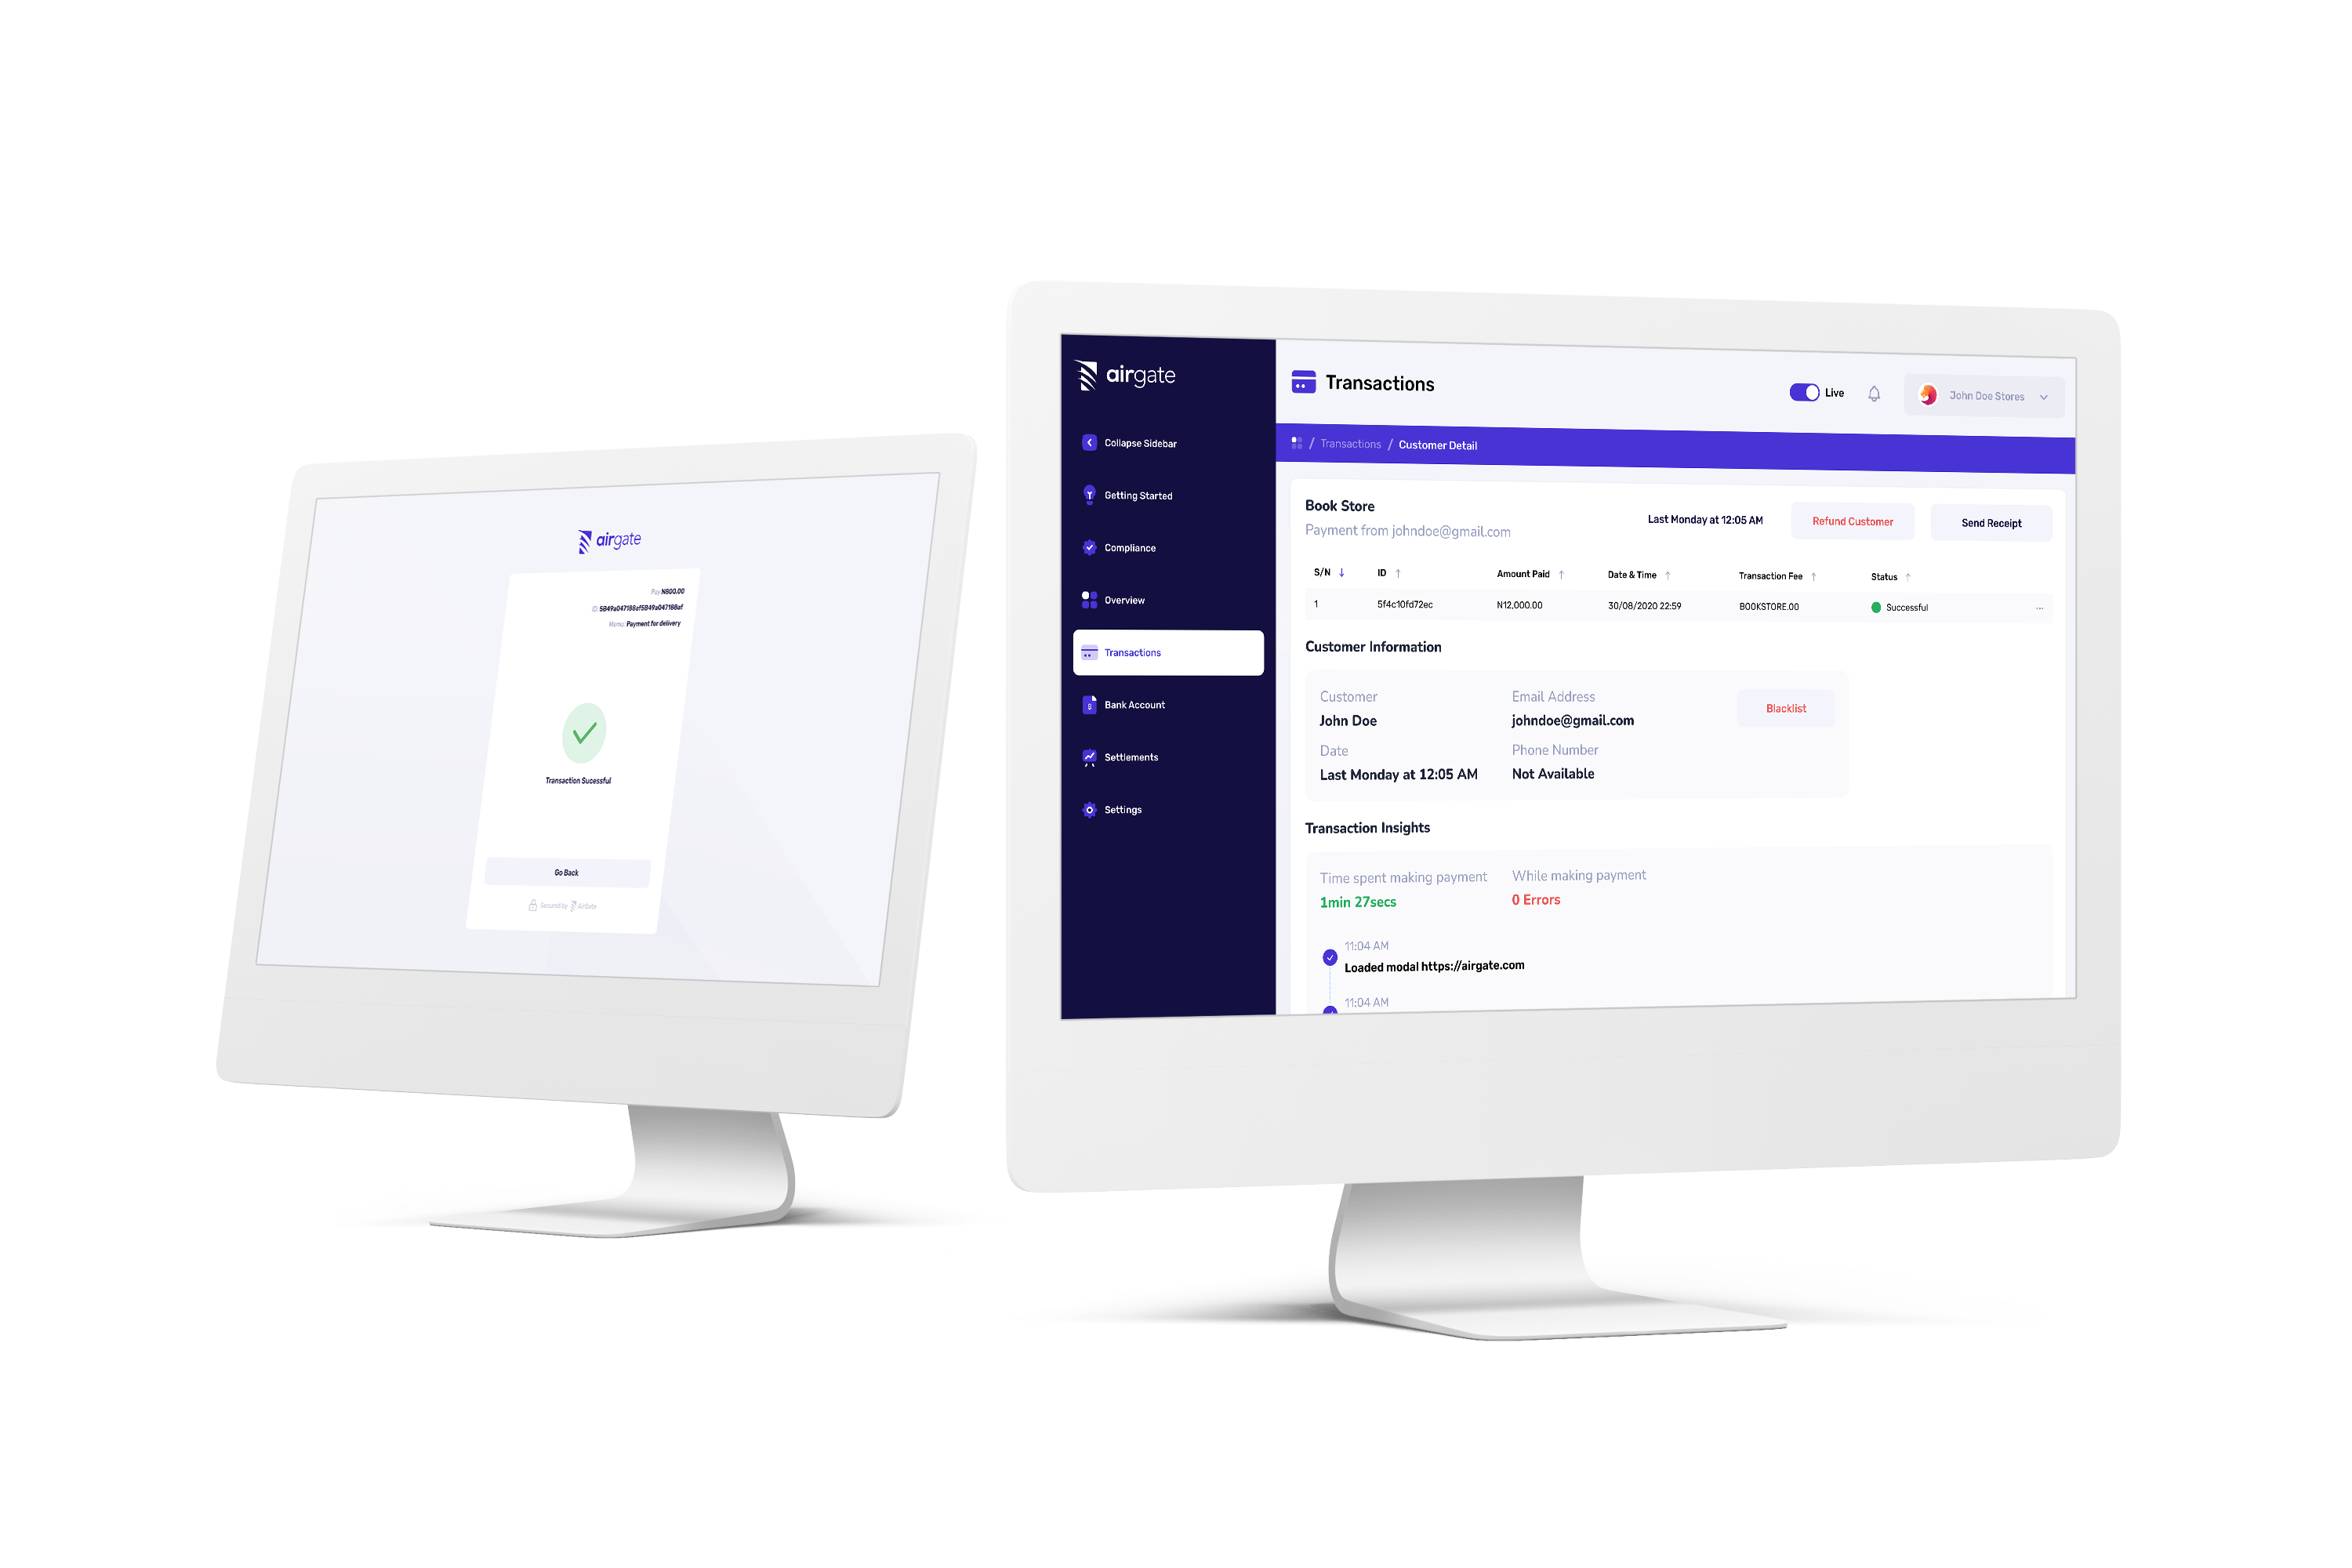 airgate
Pay N800.00
ID: 5B49a047188af5B49a047188af
Memo: Payment for delivery
Transaction Sucessful
Go Back
Secured by AirGate
airgate
Collapse Sidebar
Getting Started
Compliance
Overview
Transactions
Bank Account
Settlements
Settings
Transactions
Live
John Doe Stores
/ Transactions / Customer Detail
Book Store
Payment from johndoe@gmail.com
Last Monday at 12:05 AM
Refund Customer
Send Receipt
S/N ↓ ID ↑ Amount Paid ↑ Date & Time ↑ Transaction Fee ↑ Status ↑
1 5f4c10fd72ec N12,000.00 30/08/2020 22:59 BOOKSTORE.00 Successful ...
Customer Information
Customer Email Address
John Doe johndoe@gmail.com
Blacklist
Date Phone Number
Last Monday at 12:05 AM Not Available
Transaction Insights
Time spent making payment While making payment
1min 27secs 0 Errors
11:04 AM
Loaded modal https://airgate.com
11:04 AM